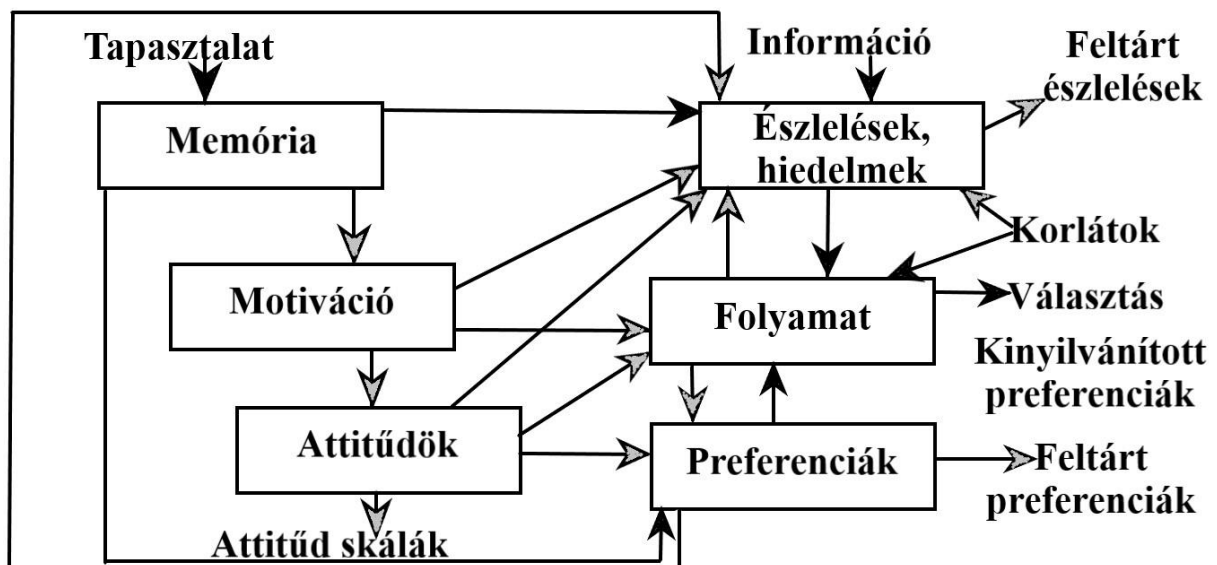 Tapasztalat
Információ
Feltárt
észlelések
Memória
Észlelések,
hiedelmek
Korlátok
Motiváció
Folyamat
Választás
Kinyilvánított
preferenciák
Attitűdök
Preferenciák
Feltárt
preferenciák
Attitűd skálák